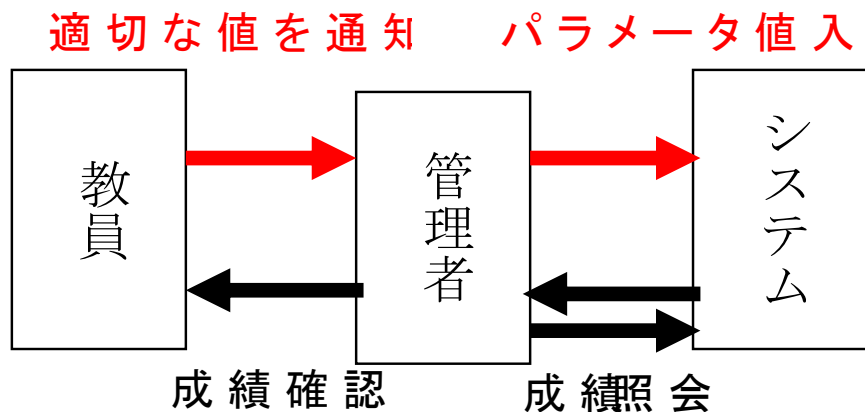 適切な値を通知
パラメータ値入
教員
管理者
システム
成績確認
成績照会